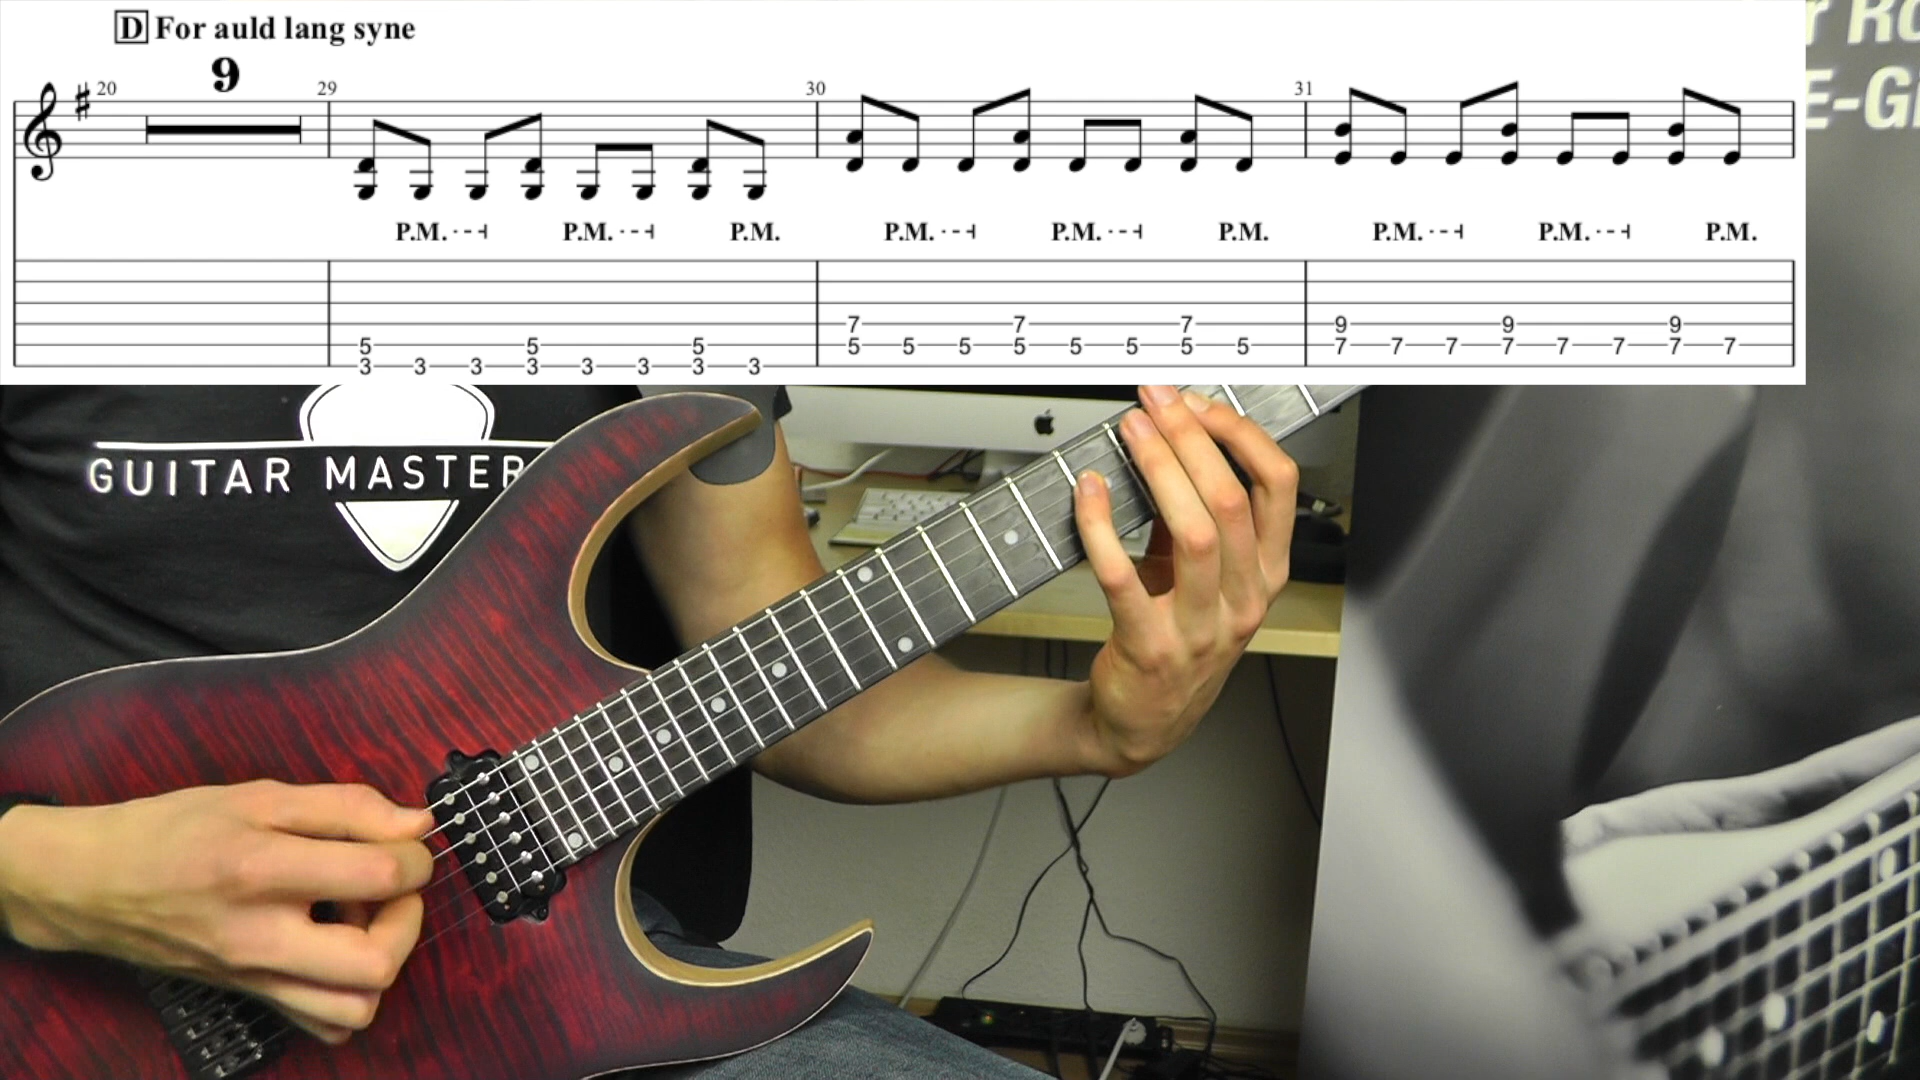 D For auld lang syne
9
20 29 30 31
P.M. P.M. P.M. P.M. P.M. P.M. P.M. P.M. P.M.
7 7 7 9 9 9
5 5 5 5 5 5 5 5 5 5 5 7 7 7 7 7 7 7 7
3 3 3 3 3 3 3 3
GUITAR MASTER
r Ro
E-Gi